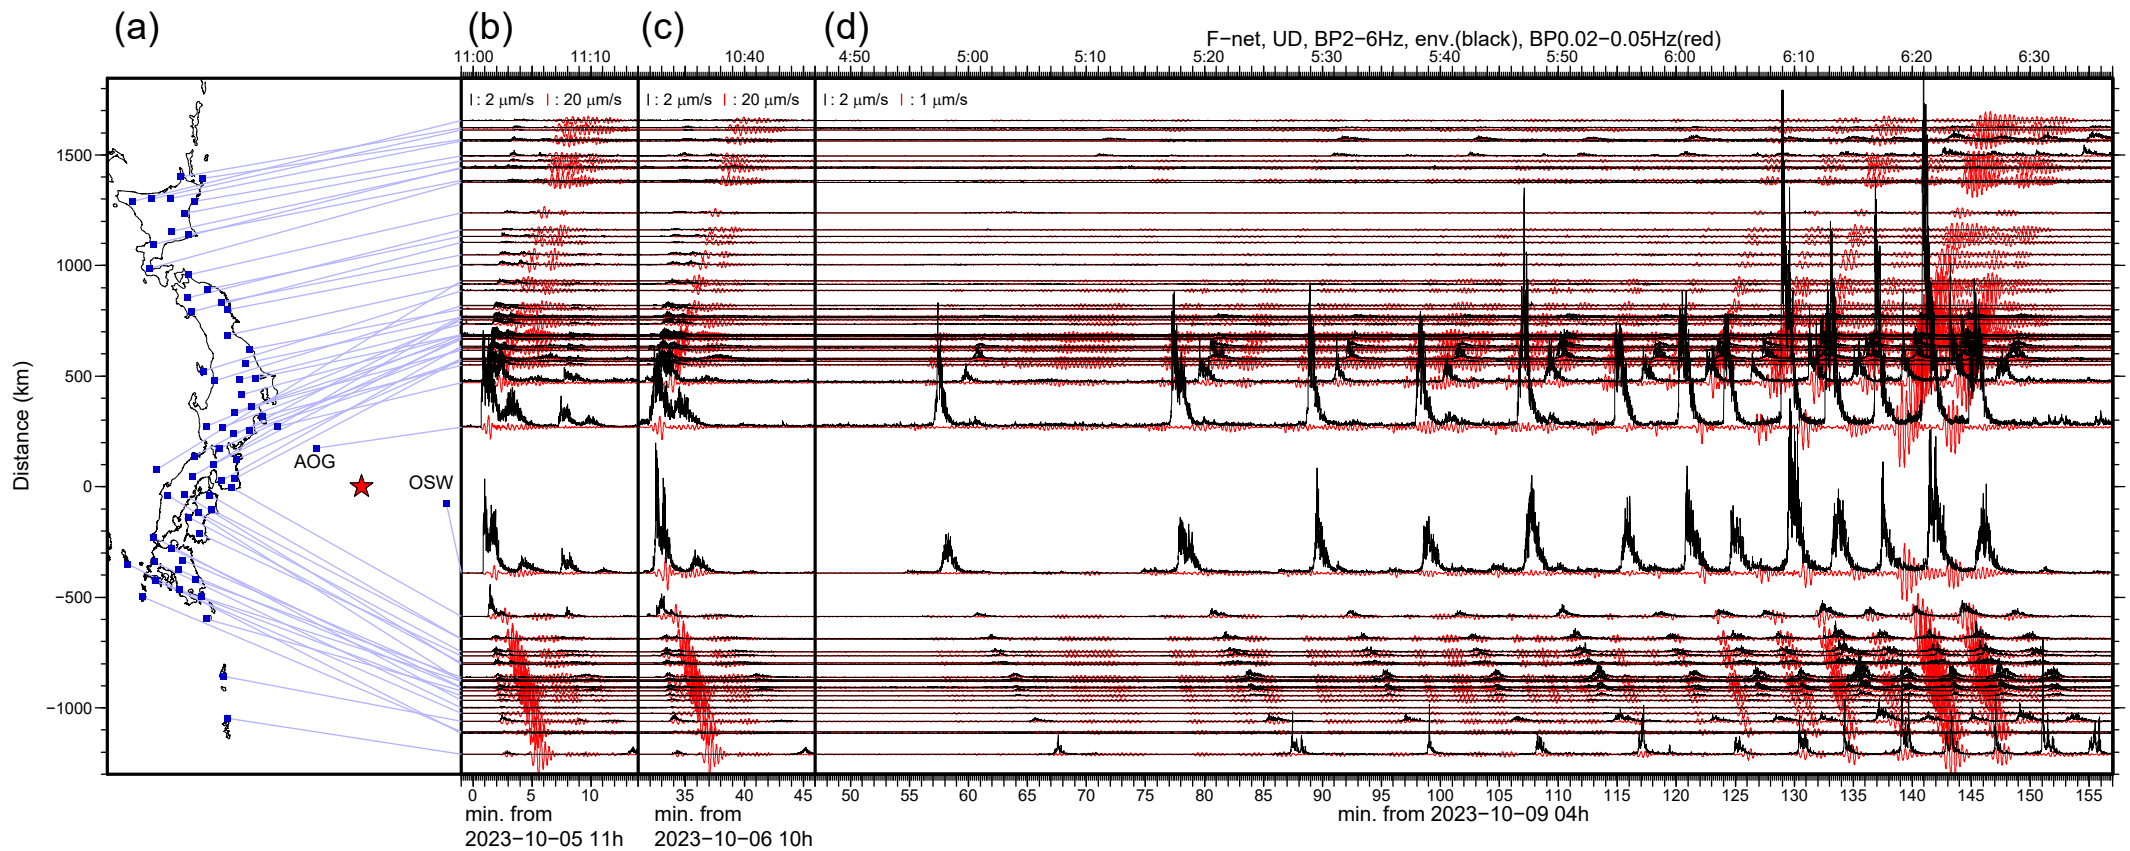 (a) (b) (c) (d)
F−net, UD, BP2−6Hz, env.(black), BP0.02−0.05Hz(red)
11:00 11:10 10:40 4:50 5:00 5:10 5:20 5:30 5:40 5:50 6:00 6:10 6:20 6:30
: 2 μm/s : 20 μm/s : 2 μm/s : 20 μm/s : 2 μm/s : 1 μm/s
1500
1000
500
0
−500
−1000
Distance (km)
AOG
OSW
0 5 10 35 40 45 50 55 60 65 70 75 80 85 90 95 100 105 110 115 120 125 130 135 140 145 150 155
min. from
2023−10−05 11h
min. from
2023−10−06 10h
min. from 2023−10−09 04h